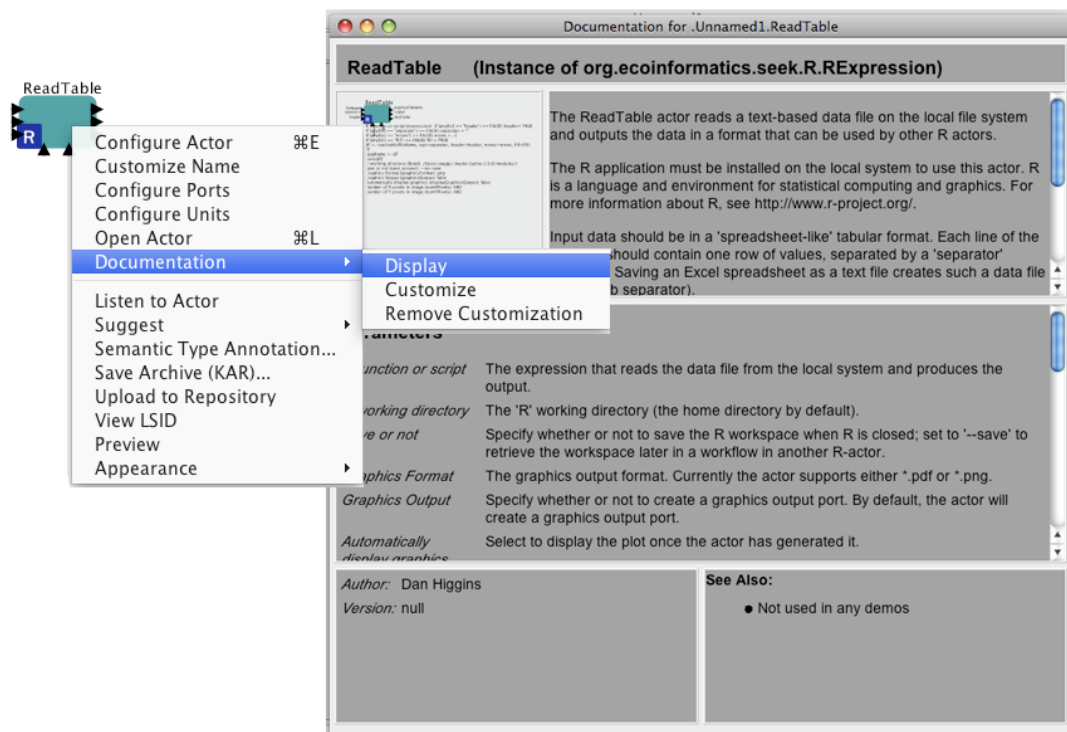 Documentation for .Unnamed1.ReadTable
ReadTable (Instance of org.ecoinformatics.seek.R.RExpression)
ReadTable
R
Configure Actor ⌘E
Customize Name
Configure Ports
Configure Units
Open Actor ⌘L
Documentation
Listen to Actor
Suggest
Semantic Type Annotation...
Save Archive (KAR)...
Upload to Repository
View LSID
Preview
Appearance
Display
Customize
Remove Customization
ReadTable
The ReadTable actor reads a text-based data file on the local file system
and outputs the data in a format that can be used by other R actors.
The R application must be installed on the local system to use this actor. R
is a language and environment for statistical computing and graphics. For
more information about R, see http://www.r-project.org/.
Input data should be in a 'spreadsheet-like' tabular format. Each line of the
should contain one row of values, separated by a 'separator'
Saving an Excel spreadsheet as a text file creates such a data file
separator).
function or script The expression that reads the data file from the local system and produces the
output.
working directory The 'R' working directory (the home directory by default).
or not Specify whether or not to save the R workspace when R is closed; set to '--save' to
retrieve the workspace later in a workflow in another R-actor.
Graphics Format The graphics output format. Currently the actor supports either *.pdf or *.png.
Graphics Output Specify whether or not to create a graphics output port. By default, the actor will
create a graphics output port.
Automatically Select to display the plot once the actor has generated it.
display graphics
Author: Dan Higgins
Version: null
See Also:
● Not used in any demos